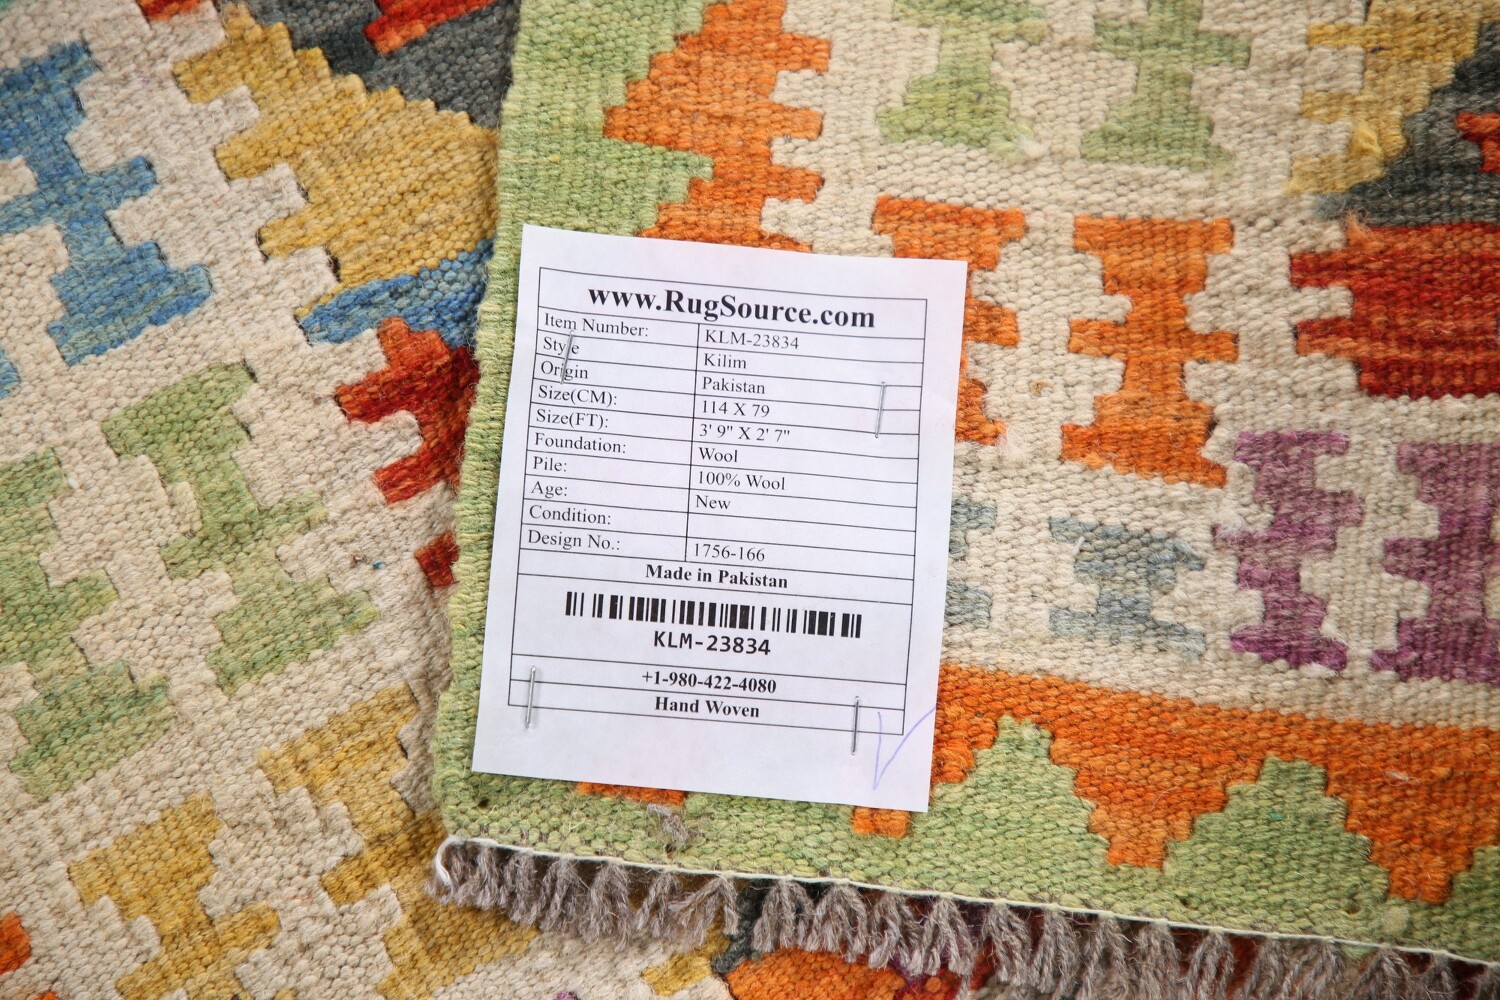 www.RugSource.com
Item Number: KLM-23834
Style Kilim
Origin Pakistan
Size(CM): 114 X 79
Size(FT): 3' 9" X 2' 7"
Foundation: Wool
Pile: 100% Wool
Age: New
Condition:
Design No.: 1756-166
Made in Pakistan
KLM-23834
+1-980-422-4080
Hand Woven